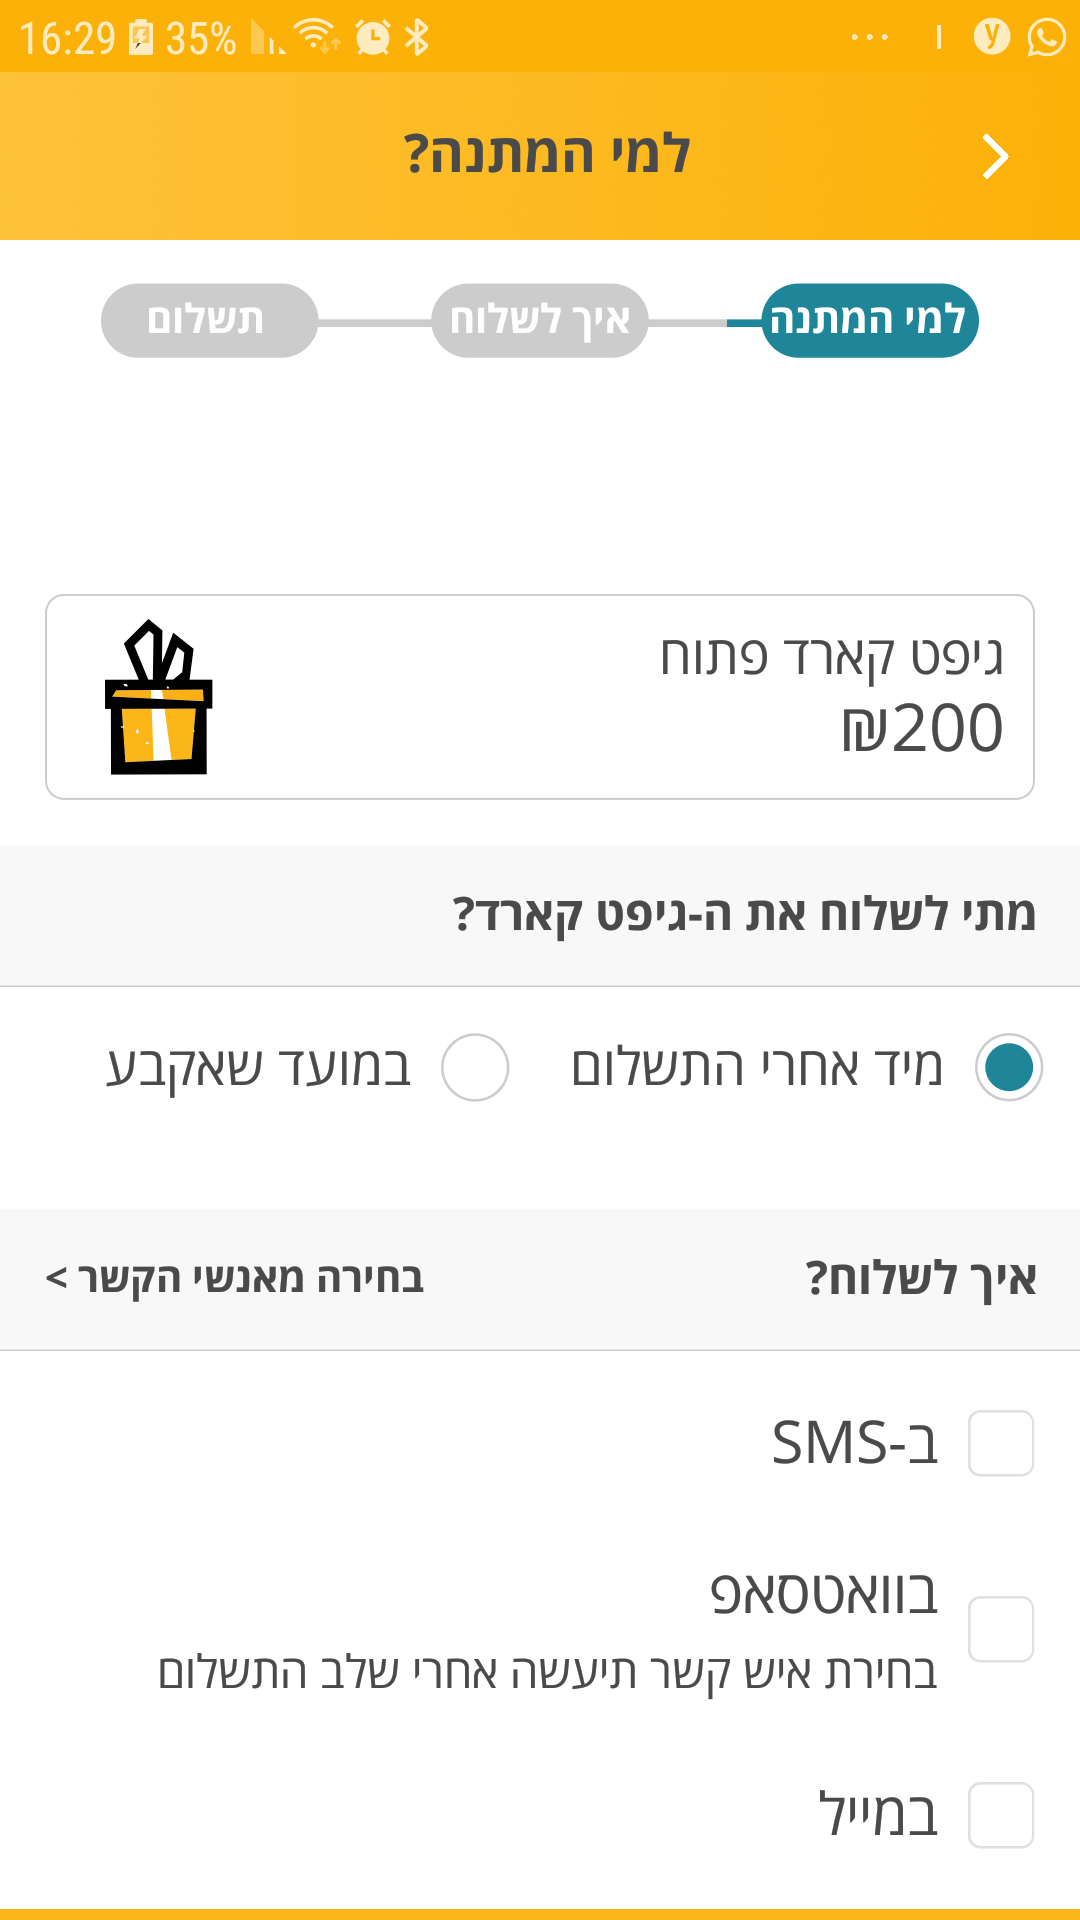 16:29 35%
למי המתנה?
למי המתנה
איך לשלוח
תשלום
גיפט קארד פתוח
₪200
מתי לשלוח את ה-גיפט קארד?
מיד אחרי התשלום
במועד שאקבע
איך לשלוח?
בחירה מאנשי הקשר >
ב-SMS
בוואטסאפ
בחירת איש קשר תיעשה אחרי שלב התשלום
במייל